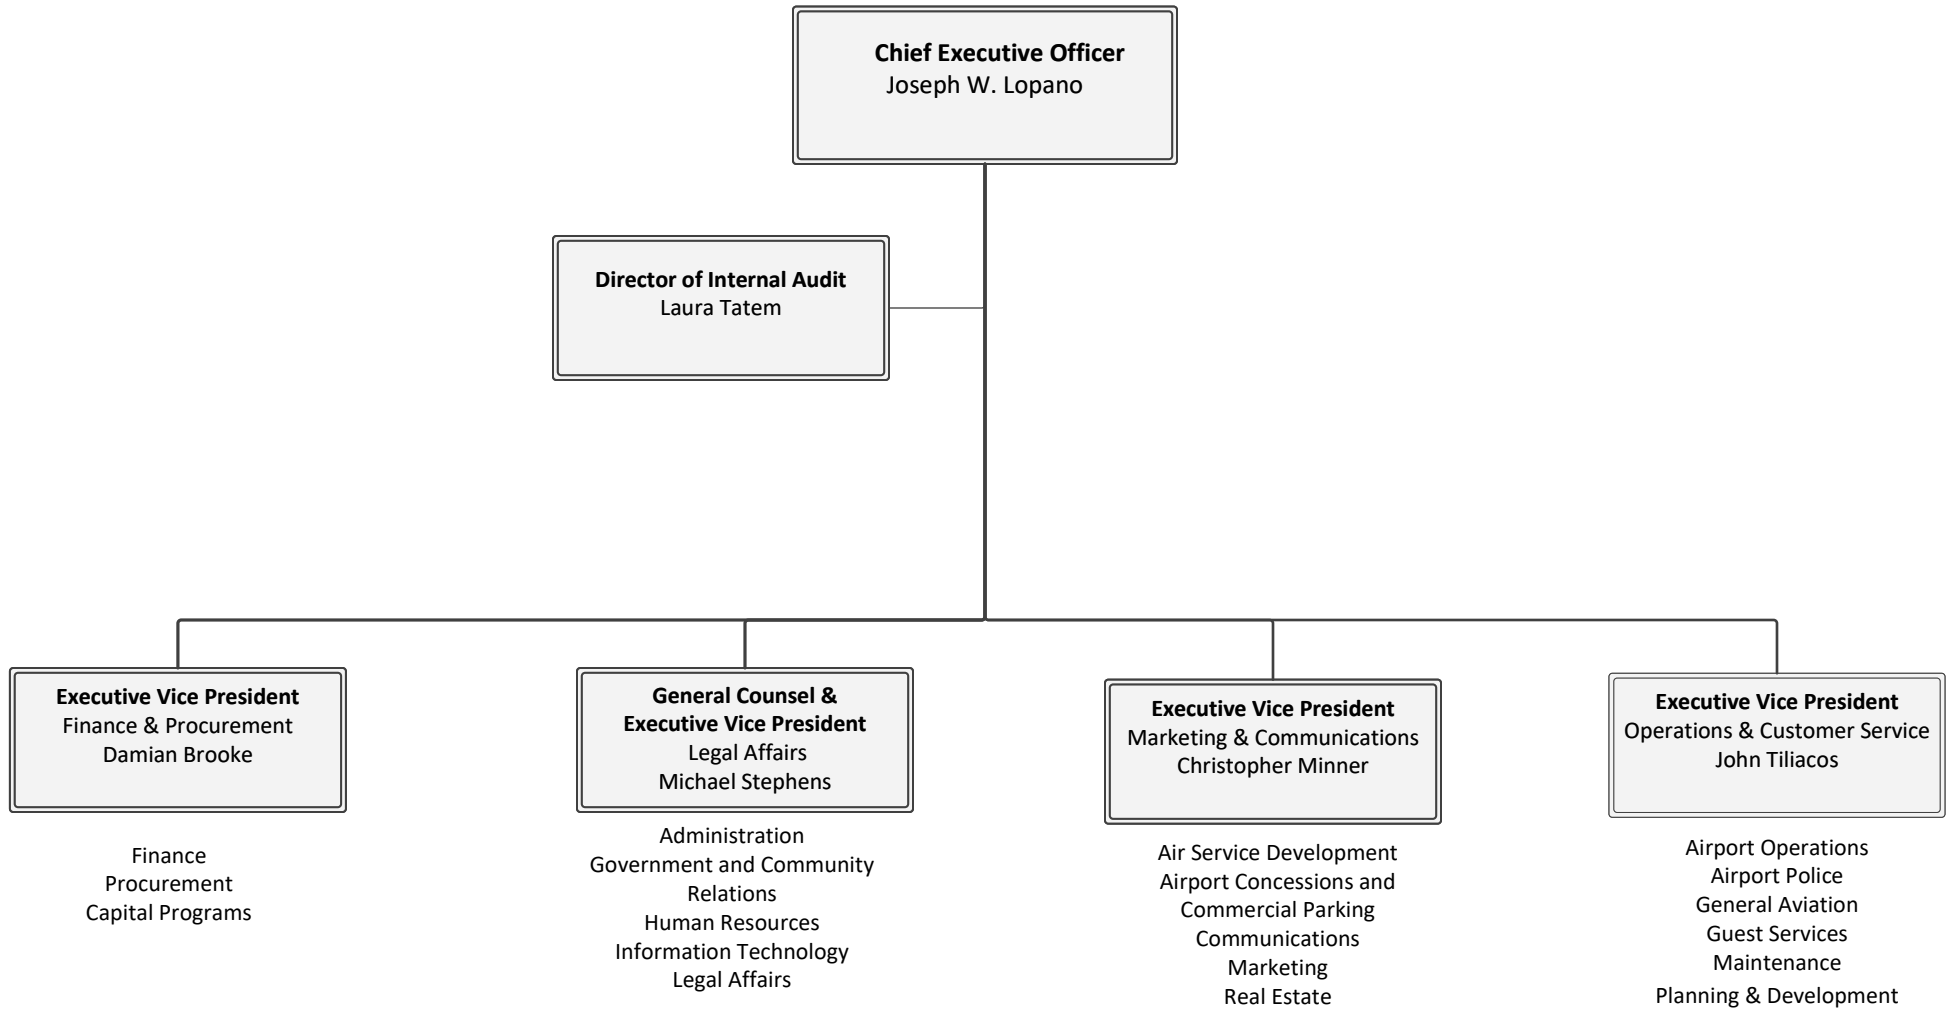 Chief Executive Officer
Joseph W. Lopano
Director of Internal Audit
Laura Tatem
Executive Vice President
Finance & Procurement
Damian Brooke
Finance
Procurement
Capital Programs
General Counsel &
Executive Vice President
Legal Affairs
Michael Stephens
Administration
Government and Community
Relations
Human Resources
Information Technology
Legal Affairs
Executive Vice President
Marketing & Communications
Christopher Minner
Air Service Development
Airport Concessions and
Commercial Parking
Communications
Marketing
Real Estate
Executive Vice President
Operations & Customer Service
John Tiliacos
Airport Operations
Airport Police
General Aviation
Guest Services
Maintenance
Planning & Development